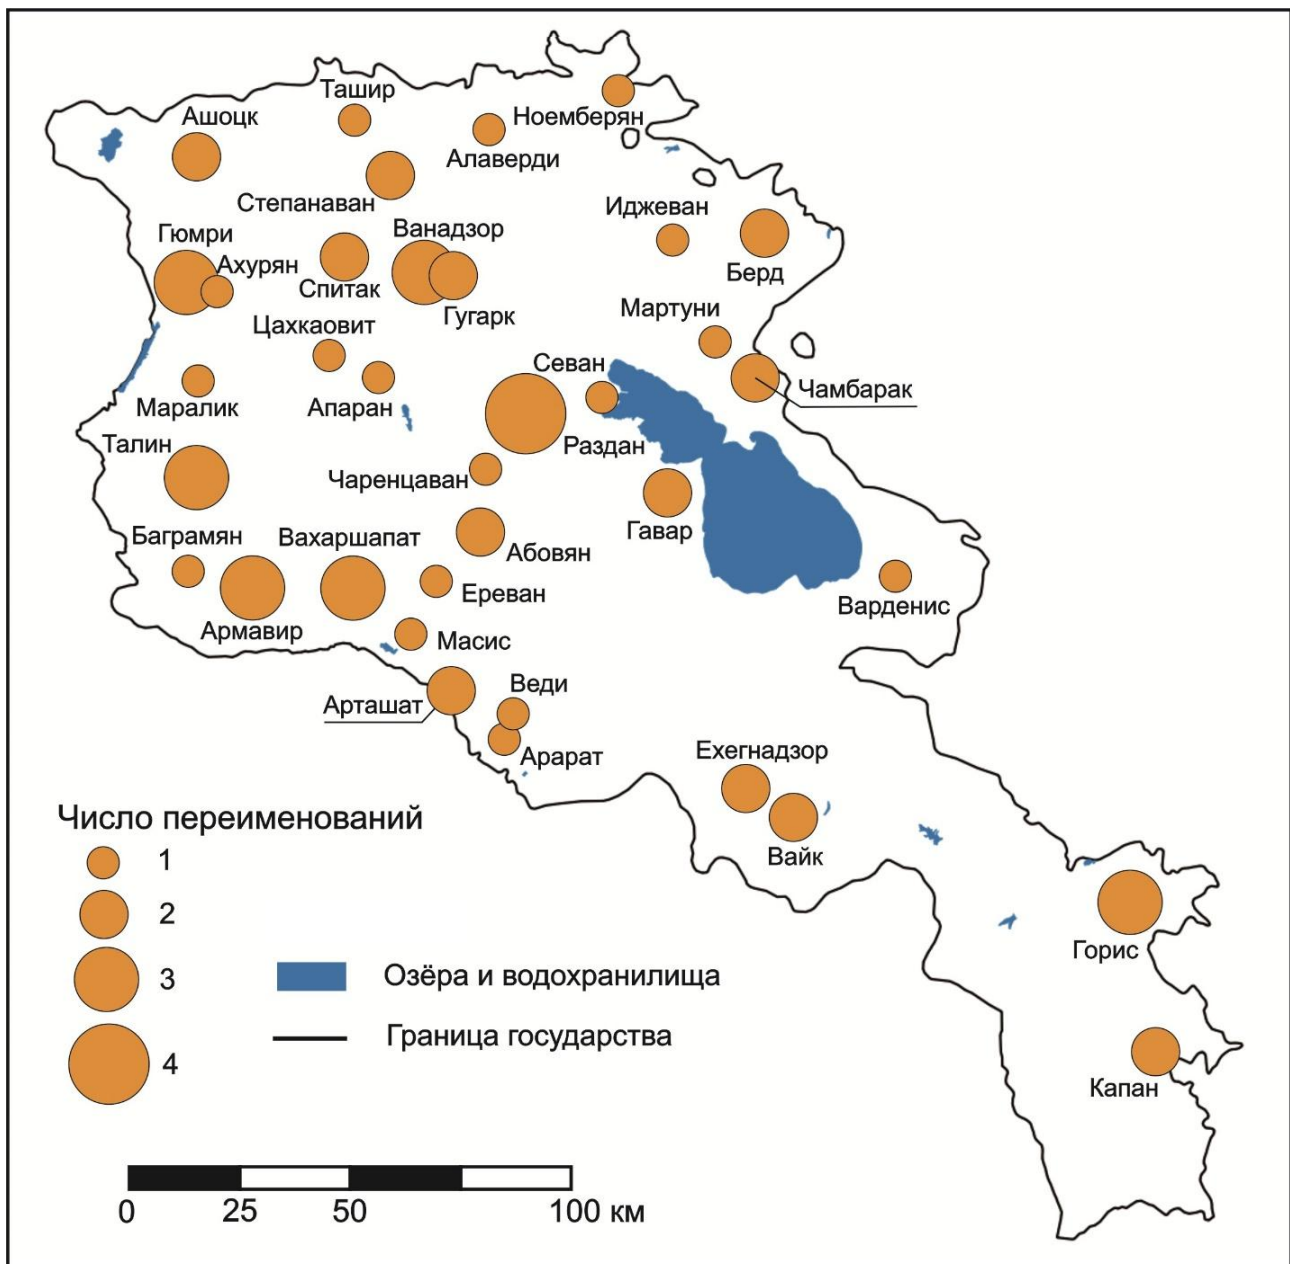 Ташир
Ноемберян
Ашоцк
Алаверди
Степанаван
Иджеван
Гюмри
Ванадзор
Ахурян
Берд
Спитак
Гугарк
Мартуни
Цахкаовит
Севан
Чамбарак
Маралик
Апаран
Талин
Раздан
Чаренцаван
Гавар
Баграмян
Вахаршапат
Абовян
Ереван
Варденис
Армавир
Масис
Веди
Арташат
Арарат
Ехегнадзор
Вайк
Горис
Капан
Число переименований
1
2
3
4
Озёра и водохранилища
Граница государства
0 25 50 100 км